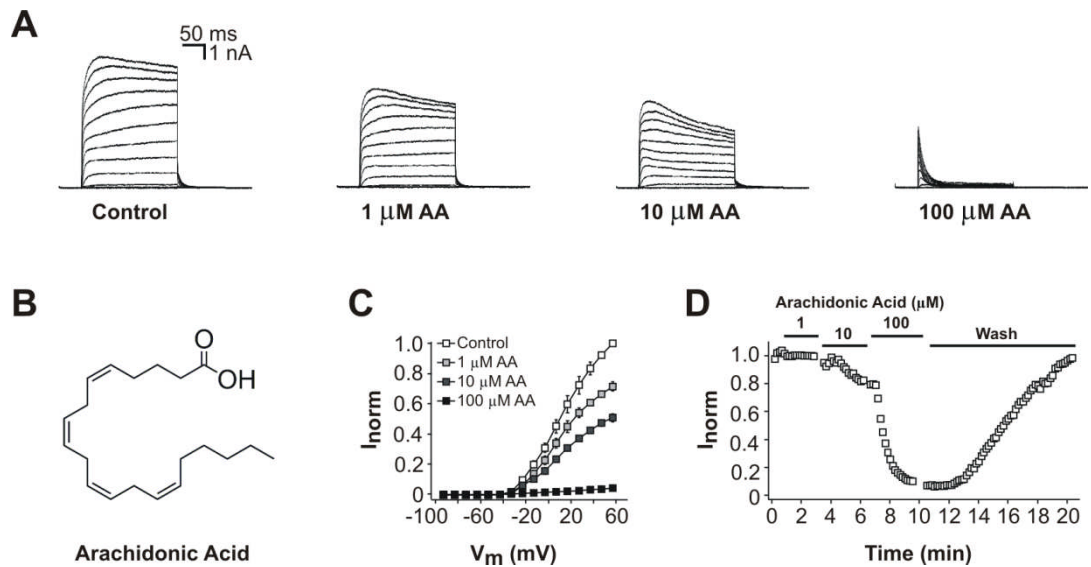 A
50 ms
1 nA
Control
1 μM AA
10 μM AA
100 μM AA
B
O
OH
Arachidonic Acid
C
Control
1 μM AA
10 μM AA
100 μM AA
1.0
0.8
0.6
0.4
0.2
0
Inorm
-100 -60 -20 20 60
Vm (mV)
D
Arachidonic Acid (μM)
1
10
100
Wash
1.0
0.8
0.6
0.4
0.2
0
Inorm
0 2 4 6 8 10 12 14 16 18 20
Time (min)